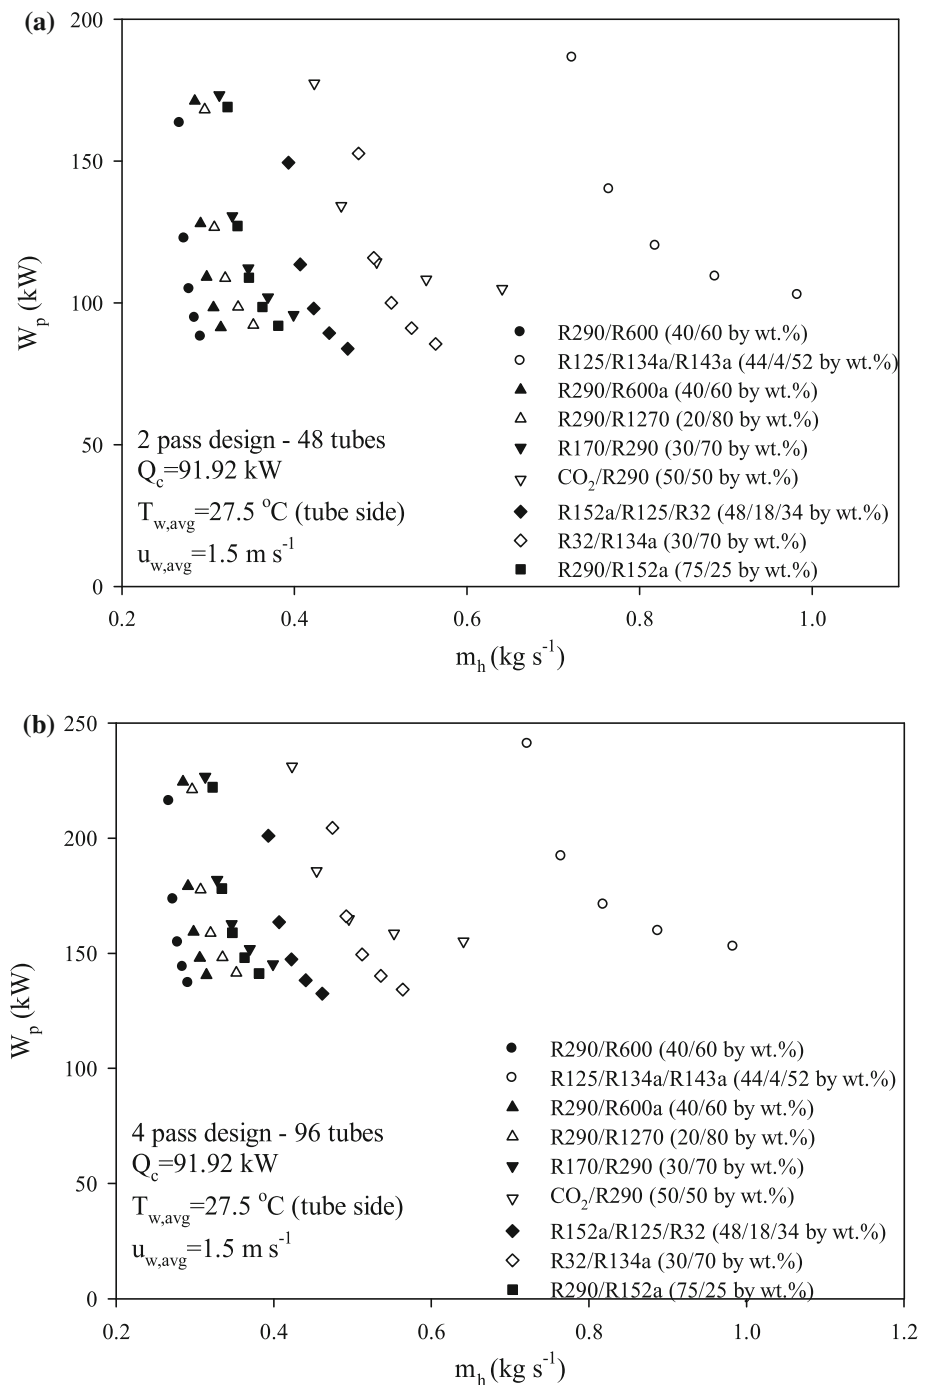 (a)
200
150
100
50
0
W_p (kW)
R290/R600 (40/60 by wt.%)
R125/R134a/R143a (44/4/52 by wt.%)
R290/R600a (40/60 by wt.%)
R290/R1270 (20/80 by wt.%)
R170/R290 (30/70 by wt.%)
CO₂/R290 (50/50 by wt.%)
R152a/R125/R32 (48/18/34 by wt.%)
R32/R134a (30/70 by wt.%)
R290/R152a (75/25 by wt.%)
2 pass design - 48 tubes
Q_c=91.92 kW
T_w,avg=27.5 °C (tube side)
u_w,avg=1.5 m s⁻¹
0.2 0.4 0.6 0.8 1.0
m_h (kg s⁻¹)
(b)
250
200
150
100
50
0
W_p (kW)
R290/R600 (40/60 by wt.%)
R125/R134a/R143a (44/4/52 by wt.%)
R290/R600a (40/60 by wt.%)
R290/R1270 (20/80 by wt.%)
R170/R290 (30/70 by wt.%)
CO₂/R290 (50/50 by wt.%)
R152a/R125/R32 (48/18/34 by wt.%)
R32/R134a (30/70 by wt.%)
R290/R152a (75/25 by wt.%)
4 pass design - 96 tubes
Q_c=91.92 kW
T_w,avg=27.5 °C (tube side)
u_w,avg=1.5 m s⁻¹
0.2 0.4 0.6 0.8 1.0 1.2
m_h (kg s⁻¹)